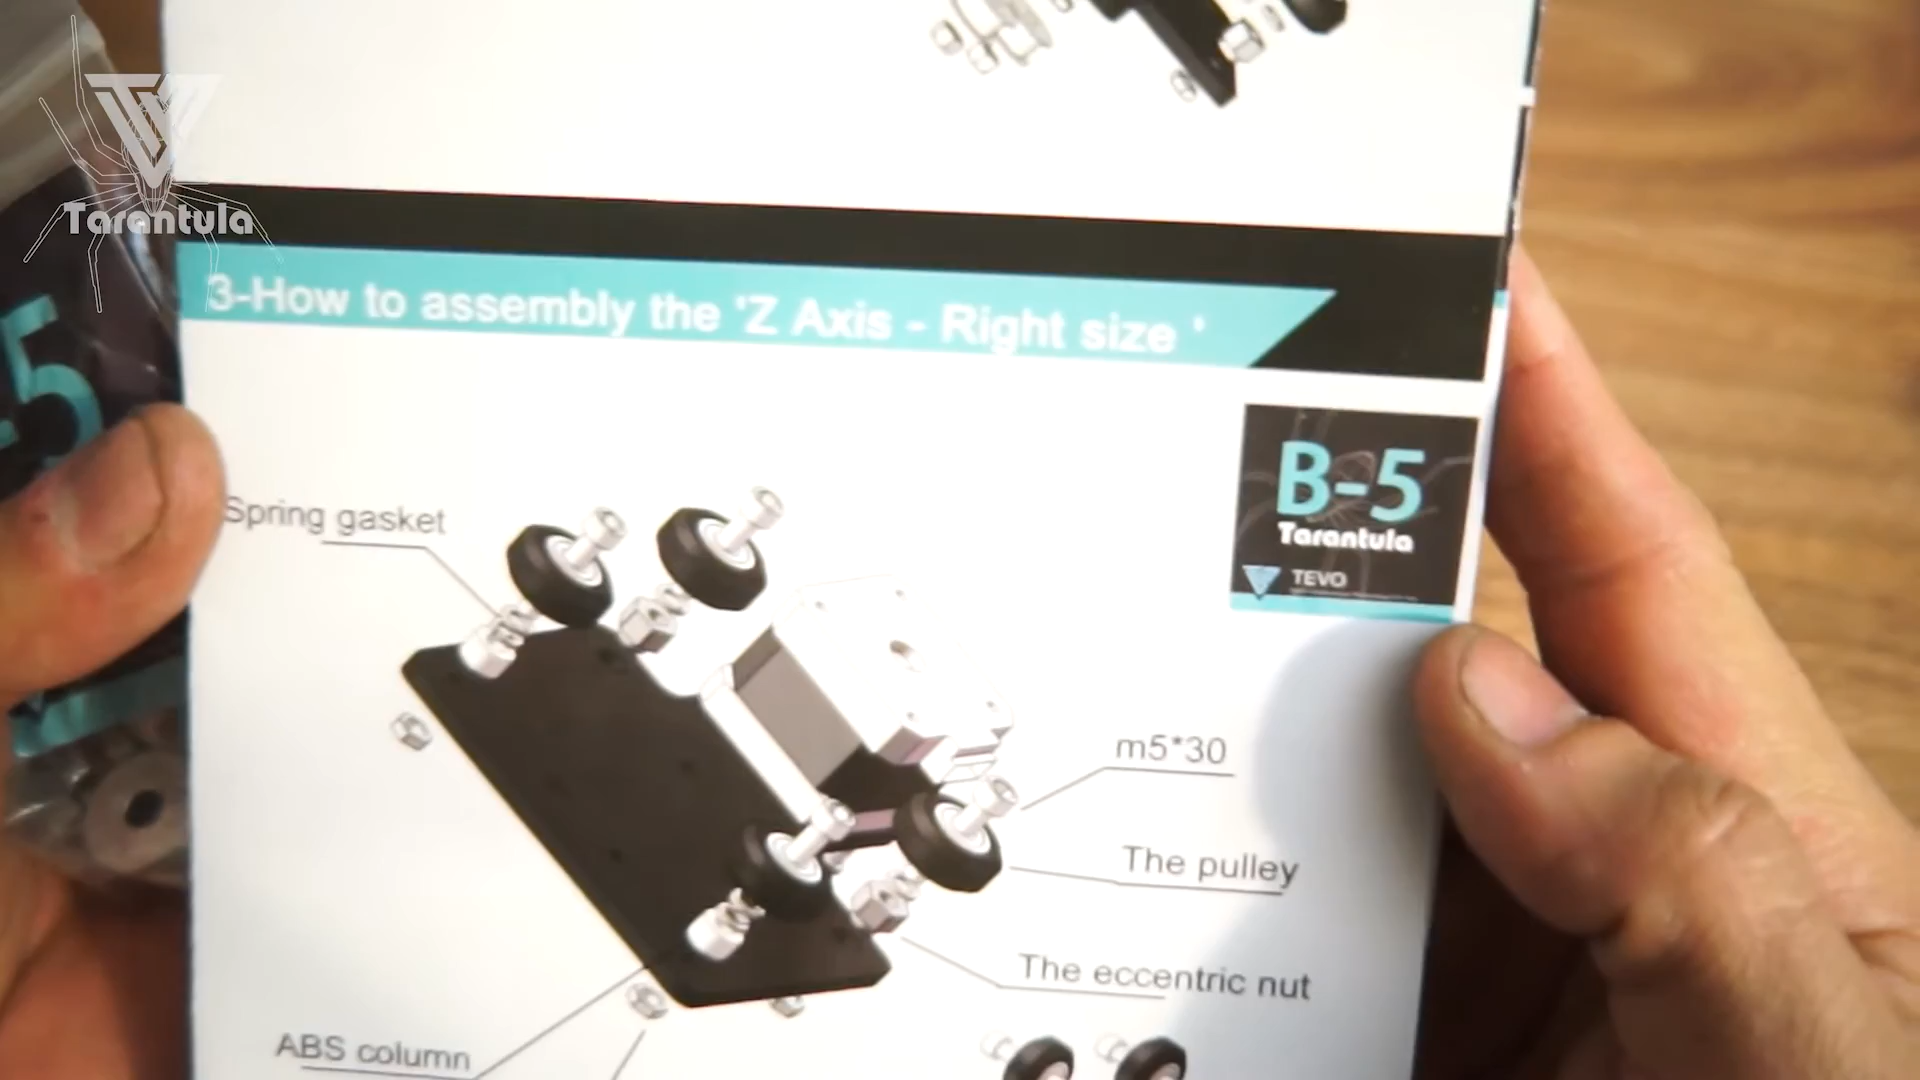 Tarantula
3-How to assembly the 'Z Axis - Right size '
B-5
Tarantula
TEVO
-5
Spring gasket
m5*30
The pulley
The eccentric nut
ABS column